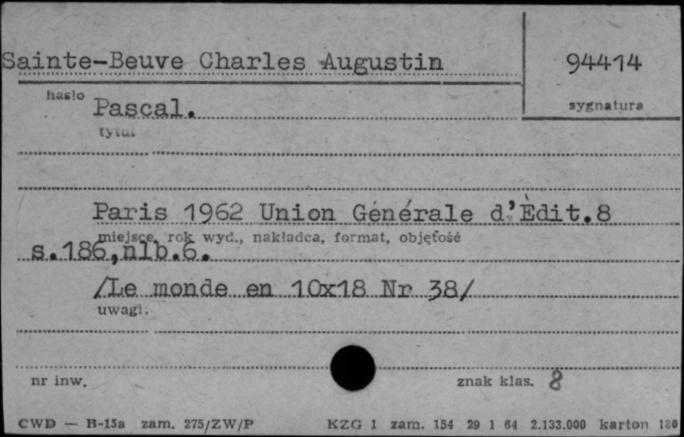 Sainte-Beuve Charles Augustin
94414
hasło
sygnatura
Pascal.
tytuł
Paris 1962 Union Générale d'Èdit.8
miejsce, rok wyd., nakładca, format, objętość
s.186,nlb.6.
/Le monde en 10x18 Nr 38/
uwagi:
nr inw.
znak klas. 8
CWD — B-15a zam. 275/ZW/P KZG 1 zam. 154 29 1 64 2.133.000 karton 180